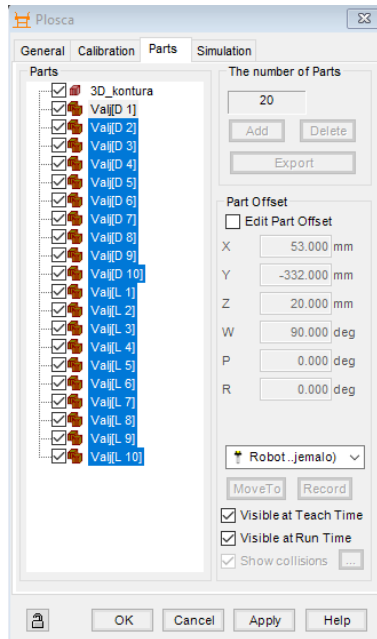 Plosca
General Calibration Parts Simulation
Parts
3D_kontura
Valj[D 1]
Valj[D 2]
Valj[D 3]
Valj[D 4]
Valj[D 5]
Valj[D 6]
Valj[D 7]
Valj[D 8]
Valj[D 9]
Valj[D 10]
Valj[L 1]
Valj[L 2]
Valj[L 3]
Valj[L 4]
Valj[L 5]
Valj[L 6]
Valj[L 7]
Valj[L 8]
Valj[L 9]
Valj[L 10]
The number of Parts
20
Add Delete
Export
Part Offset
Edit Part Offset
X 53.000 mm
Y -332.000 mm
Z 20.000 mm
W 90.000 deg
P 0.000 deg
R 0.000 deg
Robot..jemalo)
MoveTo Record
Visible at Teach Time
Visible at Run Time
Show collisions ...
OK Cancel Apply Help